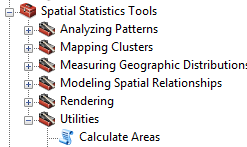 Spatial Statistics Tools
Analyzing Patterns
Mapping Clusters
Measuring Geographic Distributions
Modeling Spatial Relationships
Rendering
Utilities
Calculate Areas